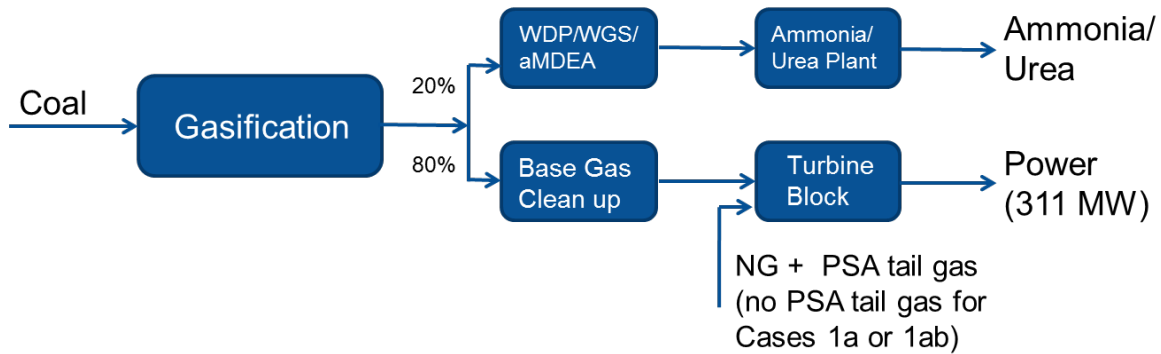 Coal
Gasification
20%
80%
WDP/WGS/
aMDEA
Ammonia/
Urea Plant
Ammonia/
Urea
Base Gas
Clean up
Turbine
Block
Power
(311 MW)
NG + PSA tail gas
(no PSA tail gas for
Cases 1a or 1ab)